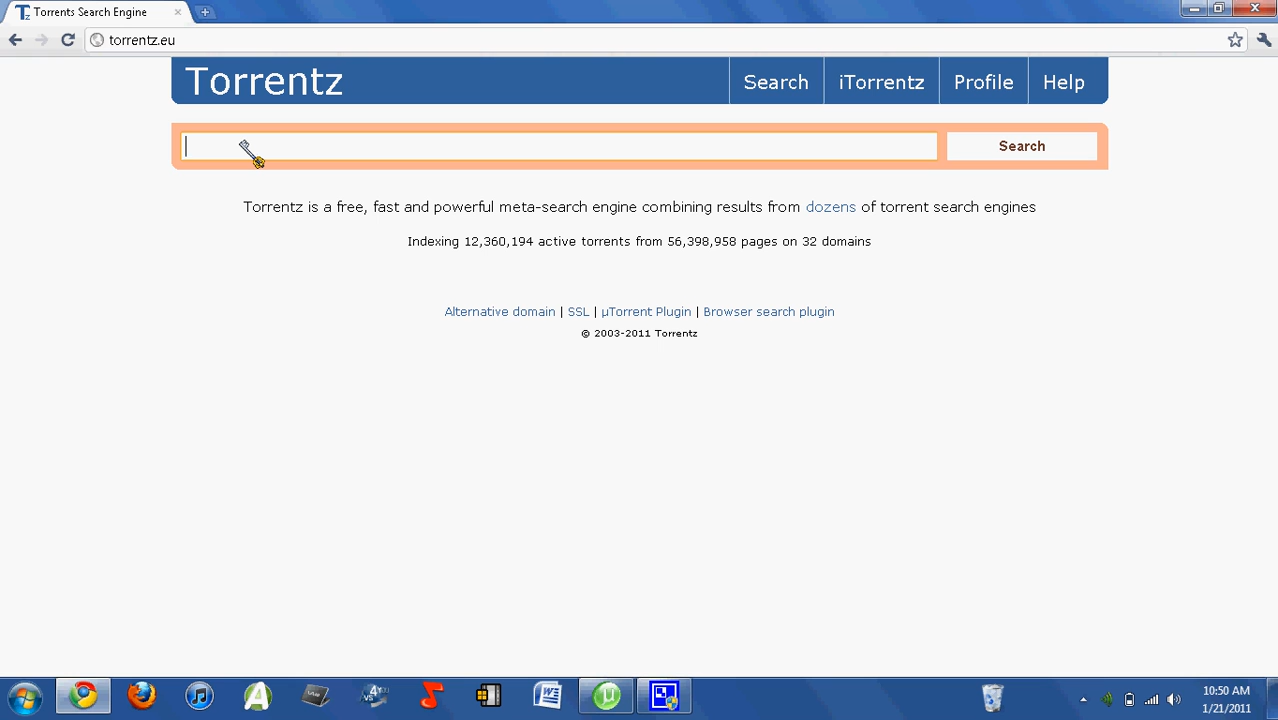 Torrents Search Engine
torrentz.eu
Torrentz
Search
iTorrentz
Profile
Help
Search
Torrentz is a free, fast and powerful meta-search engine combining results from dozens of torrent search engines
Indexing 12,360,194 active torrents from 56,398,958 pages on 32 domains
Alternative domain | SSL | µTorrent Plugin | Browser search plugin
© 2003-2011 Torrentz
10:50 AM
1/21/2011